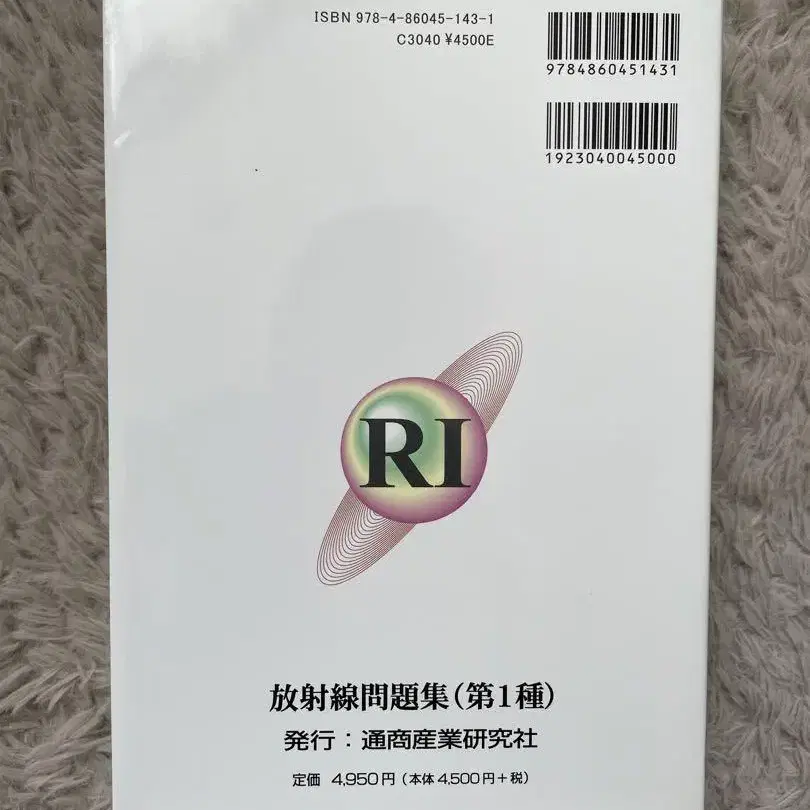 ISBN 978-4-86045-143-1
C3040 ¥4500E
9784860451431
1923040045000
RI
放射線問題集(第1種)
発行:通商産業研究社
定価 4,950円(本体4,500円+税)